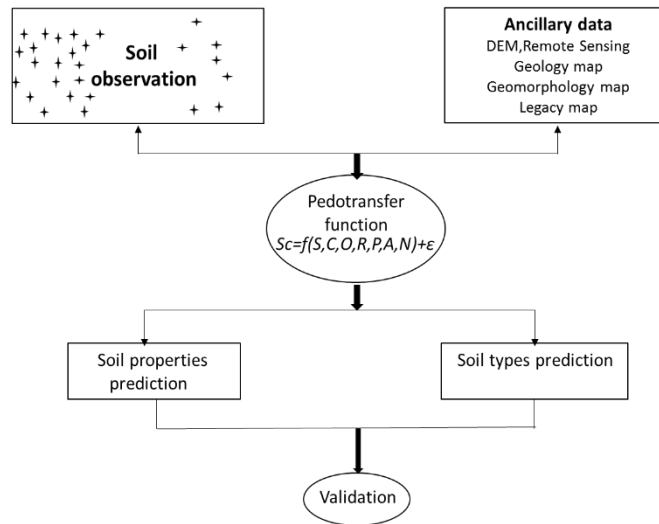 Soil
observation
Ancillary data
DEM,Remote Sensing
Geology map
Geomorphology map
Legacy map
Pedotransfer
function
Sc=f(S,C,O,R,P,A,N)+ε
Soil properties
prediction
Soil types prediction
Validation